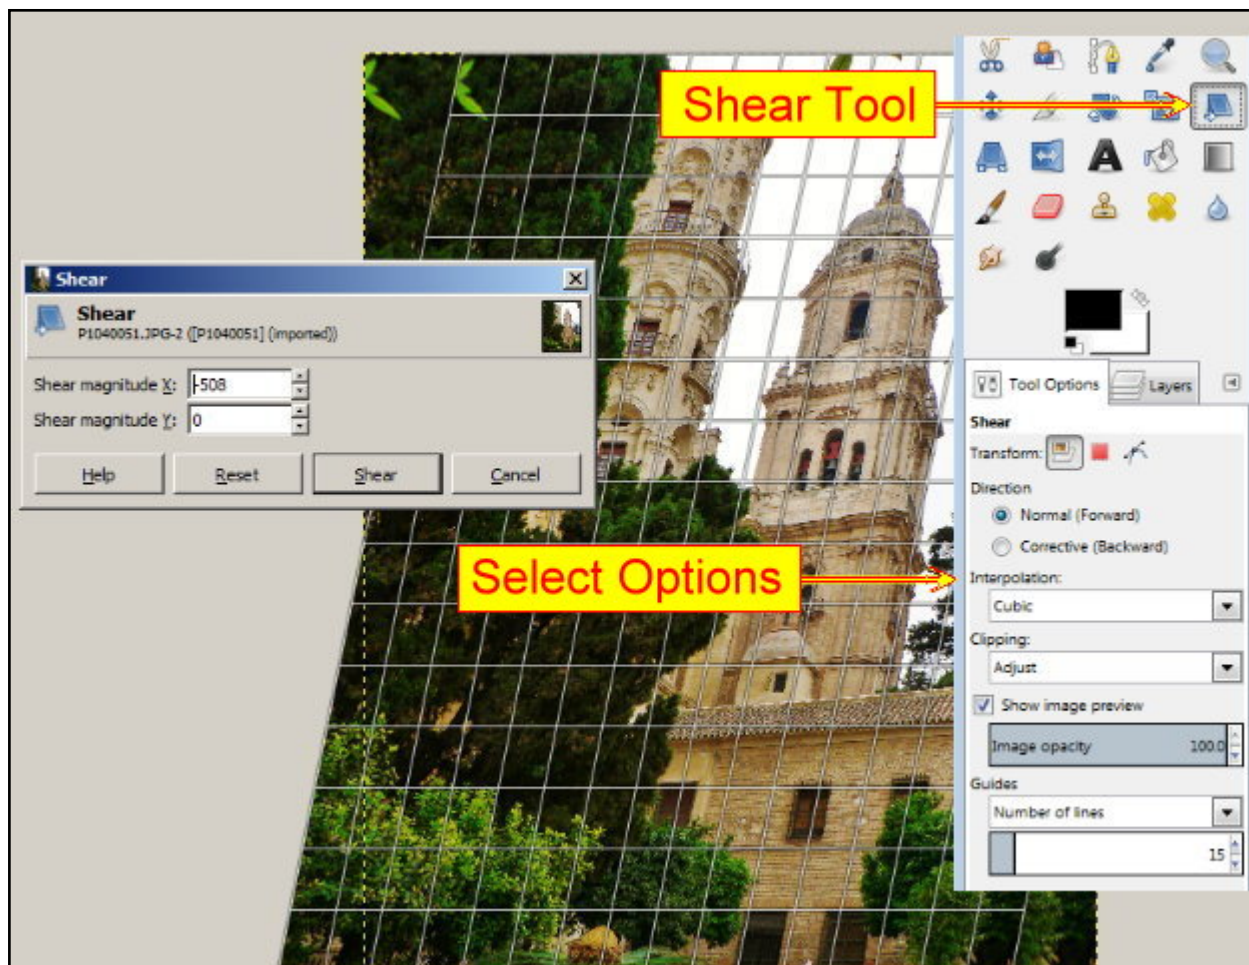 Shear Tool
Shear
Shear
P1040051.JPG-2 ([P1040051] (imported))
Shear magnitude X: -508
Shear magnitude Y: 0
Help Reset Shear Cancel
Select Options
A
Tool Options Layers
Shear
Transform:
Direction
Normal (Forward)
Corrective (Backward)
Interpolation:
Cubic
Clipping:
Adjust
Show image preview
Image opacity 100.0
Guides
Number of lines
15